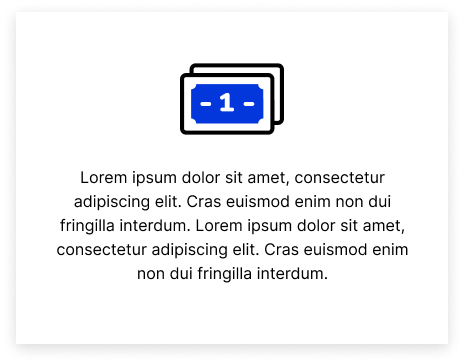 - 1 -
Lorem ipsum dolor sit amet, consectetur
adipiscing elit. Cras euismod enim non dui
fringilla interdum. Lorem ipsum dolor sit amet,
consectetur adipiscing elit. Cras euismod enim
non dui fringilla interdum.